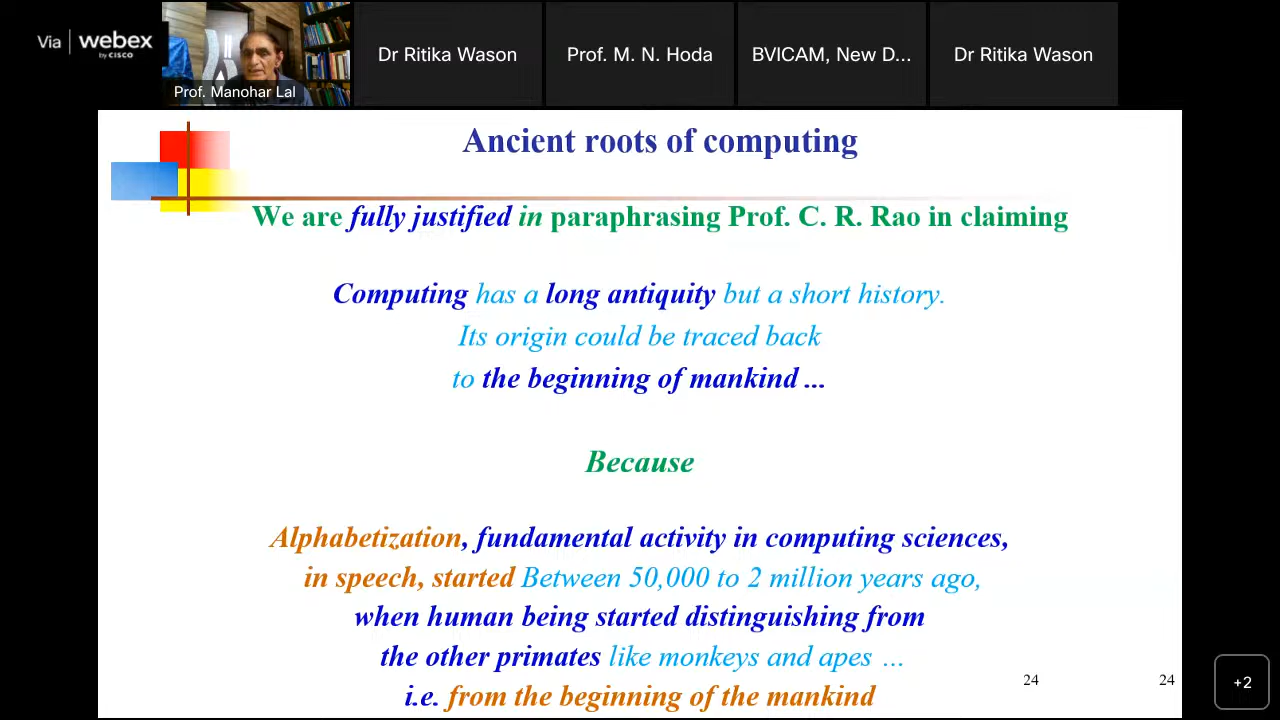 Via | webex
by CISCO
Prof. Manohar Lal
Dr Ritika Wason
Prof. M. N. Hoda
BVICAM, New D...
Dr Ritika Wason
Ancient roots of computing
We are fully justified in paraphrasing Prof. C. R. Rao in claiming
Computing has a long antiquity but a short history.
Its origin could be traced back
to the beginning of mankind ...
Because
Alphabetization, fundamental activity in computing sciences,
in speech, started Between 50,000 to 2 million years ago,
when human being started distinguishing from
the other primates like monkeys and apes ...
i.e. from the beginning of the mankind
24
24
+2